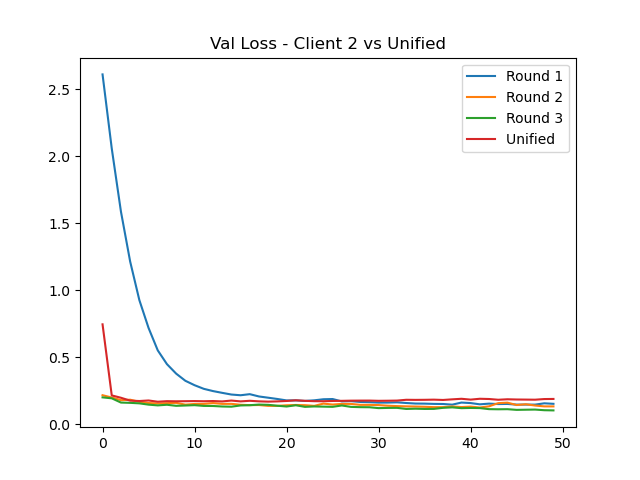 Val Loss - Client 2 vs Unified
Round 1
Round 2
Round 3
Unified
2.5
2.0
1.5
1.0
0.5
0.0
0 10 20 30 40 50